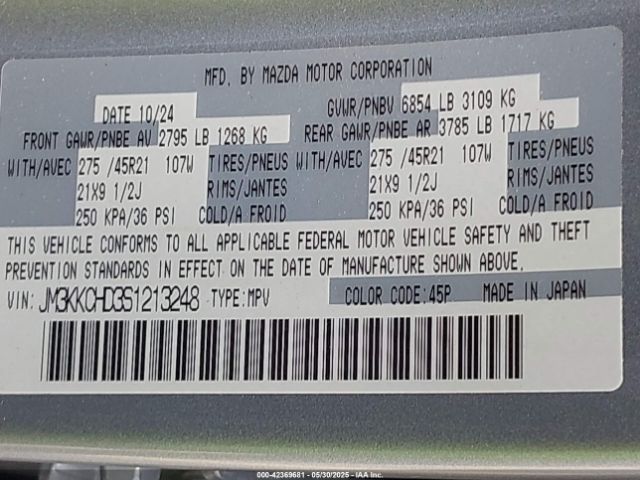 MFD. BY MAZDA MOTOR CORPORATION
DATE 10/24 GVWR/PNBV 6854 LB 3109 KG
FRONT GAWR/PNBE AV 2795 LB 1268 KG REAR GAWR/PNBE AR 3785 LB 1717 KG
WITH/AVEC 275 /45R21 107W TIRES/PNEUS WITH/AVEC 275 /45R21 107W TIRES/PNEUS
21X9 1/2J RIMS/JANTES 21X9 1/2J RIMS/JANTES
250 KPA/36 PSI COLD/A FROID 250 KPA/36 PSI COLD/A FROID
THIS VEHICLE CONFORMS TO ALL APPLICABLE FEDERAL MOTOR VEHICLE SAFETY AND THEFT
PREVENTION STANDARDS IN EFFECT ON THE DATE OF MANUFACTURE SHOWN ABOVE.
VIN: JM3KKCHD3S1213248 TYPE:MPV COLOR CODE:45P MADE IN JAPAN
000-42369681 - 05/30/2025 - IAA Inc.